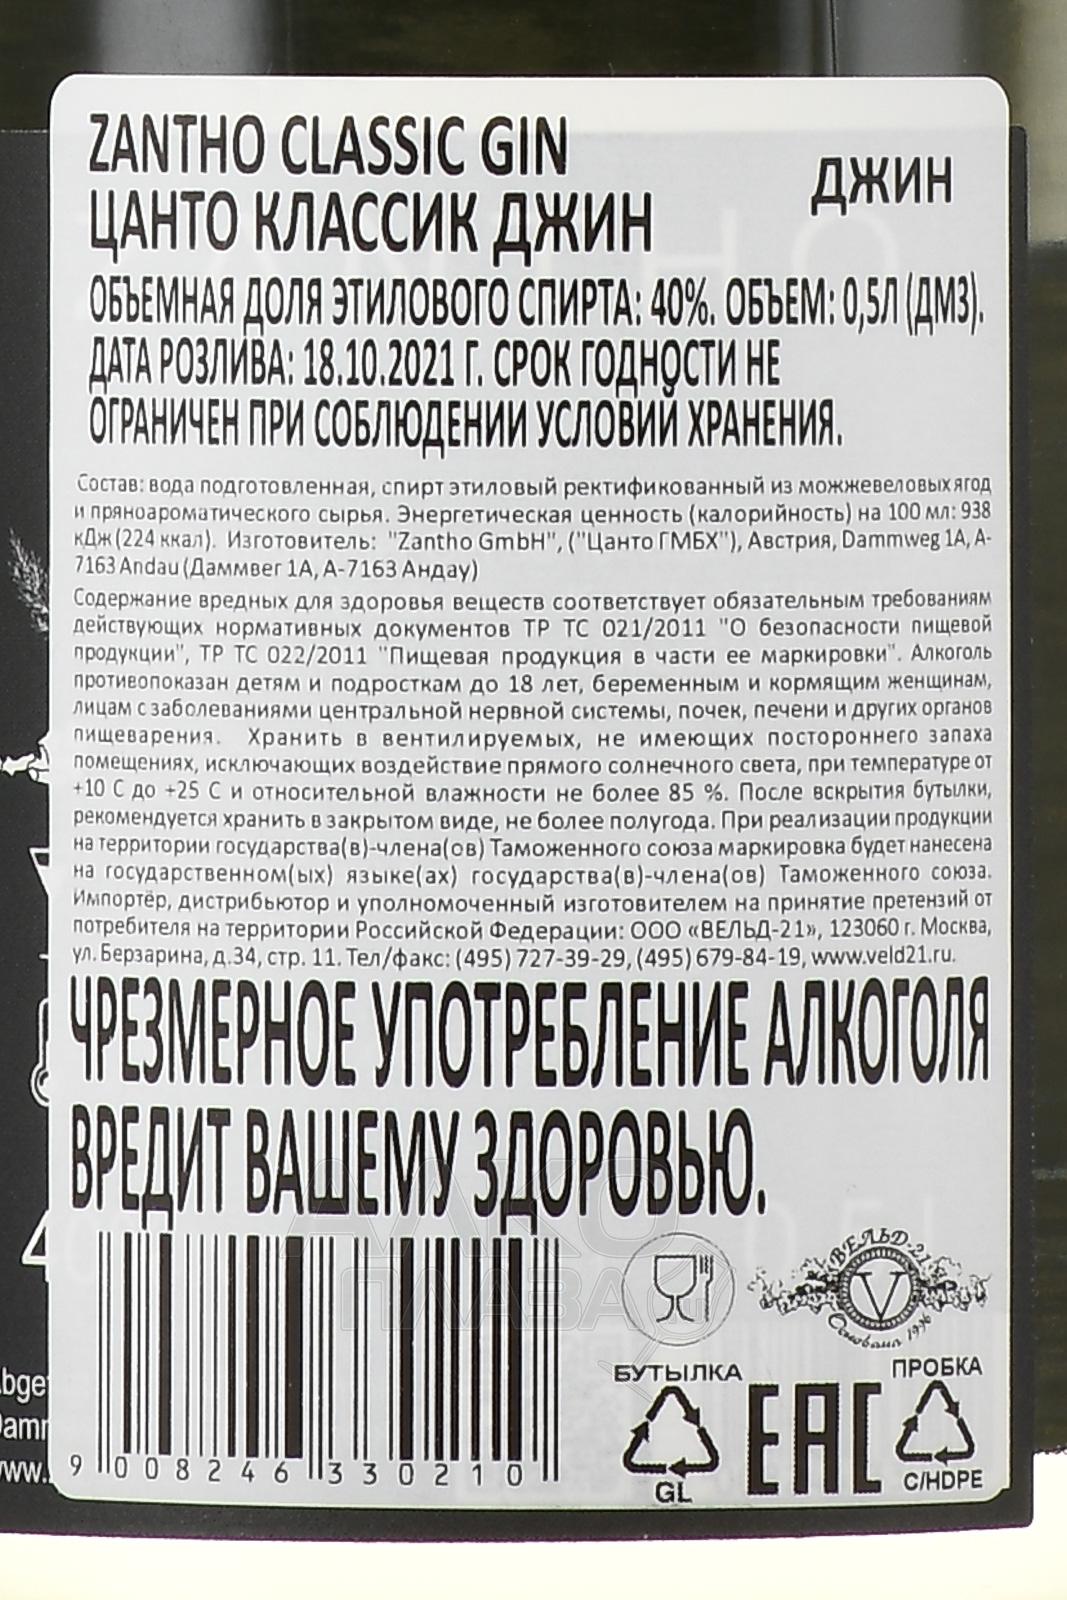 ZANTHO CLASSIC GIN
ДЖИН
ЦАНТО КЛАССИК ДЖИН
ОБЪЕМНАЯ ДОЛЯ ЭТИЛОВОГО СПИРТА: 40%. ОБЪЕМ: 0,5Л (ДМ3).
ДАТА РОЗЛИВА: 18.10.2021 Г. СРОК ГОДНОСТИ НЕ
ОГРАНИЧЕН ПРИ СОБЛЮДЕНИИ УСЛОВИЙ ХРАНЕНИЯ.
Состав: вода подготовленная, спирт этиловый ректификованный из можжевеловых ягод
и пряноароматического сырья. Энергетическая ценность (калорийность) на 100 мл: 938
кДж (224 ккал). Изготовитель: "Zantho GmbH", ("Цанто ГМБХ"), Австрия, Dammweg 1A, A-
7163 Andau (Даммвег 1А, А-7163 Андау)
Содержание вредных для здоровья веществ соответствует обязательным требованиям
действующих нормативных документов ТР ТС 021/2011 "О безопасности пищевой
продукции", ТР ТС 022/2011 "Пищевая продукция в части ее маркировки". Алкоголь
противопоказан детям и подросткам до 18 лет, беременным и кормящим женщинам,
лицам с заболеваниями центральной нервной системы, почек, печени и других органов
пищеварения. Хранить в вентилируемых, не имеющих постороннего запаха
помещениях, исключающих воздействие прямого солнечного света, при температуре от
+10 С до +25 С и относительной влажности не более 85 %. После вскрытия бутылки,
рекомендуется хранить в закрытом виде, не более полугода. При реализации продукции
на территории государства(в)-члена(ов) Таможенного союза маркировка будет нанесена
на государственном(ых) языке(ах) государства(в)-члена(ов) Таможенного союза.
Импортёр, дистрибьютор и уполномоченный изготовителем на принятие претензий от
потребителя на территории Российской Федерации: ООО «ВЕЛЬД-21», 123060 г. Москва,
ул. Берзарина, д.34, стр. 11. Тел/факс: (495) 727-39-29, (495) 679-84-19, www.veld21.ru.
ЧРЕЗМЕРНОЕ УПОТРЕБЛЕНИЕ АЛКОГОЛЯ
ВРЕДИТ ВАШЕМУ ЗДОРОВЬЮ.
ВЕЛЬД-21
V
Основана 1996
БУТЫЛКА
ПРОБКА
EAC
GL
C/HDPE
9 008246 330210
АЛКО
ПЛАЗА
www.